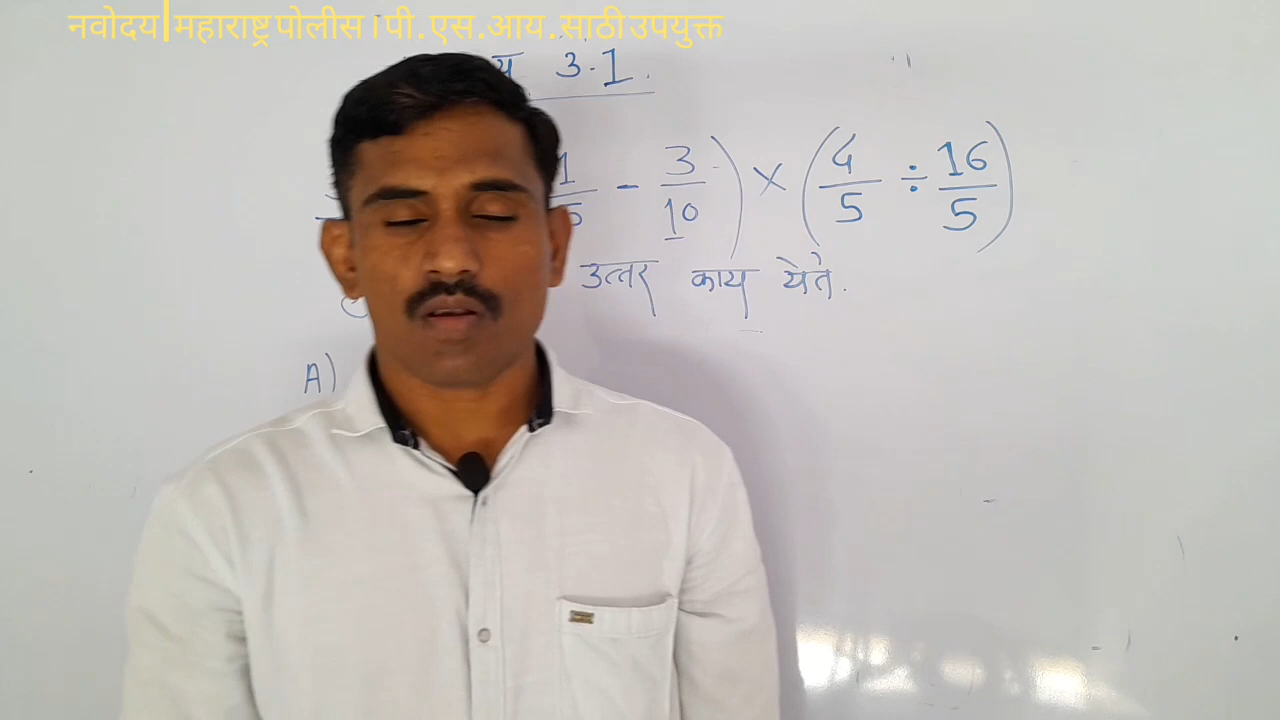 नवोदय|महाराष्ट्र पोलीस । पी. एस.आय.साठी उपयुक्त
3.1.
- 3/10) × (4/5 ÷ 16/5)
उत्तर काय येते.
A)